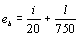 e_b = i/20 + l/750